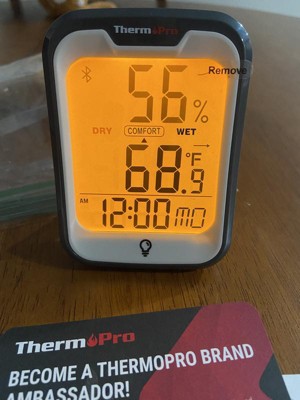 ThermoPro
Remove
56%
DRY COMFORT WET
68.9°F
AM
12:00 MO
ThermoPro
BECOME A THERMOPRO BRAND
AMBASSADOR!